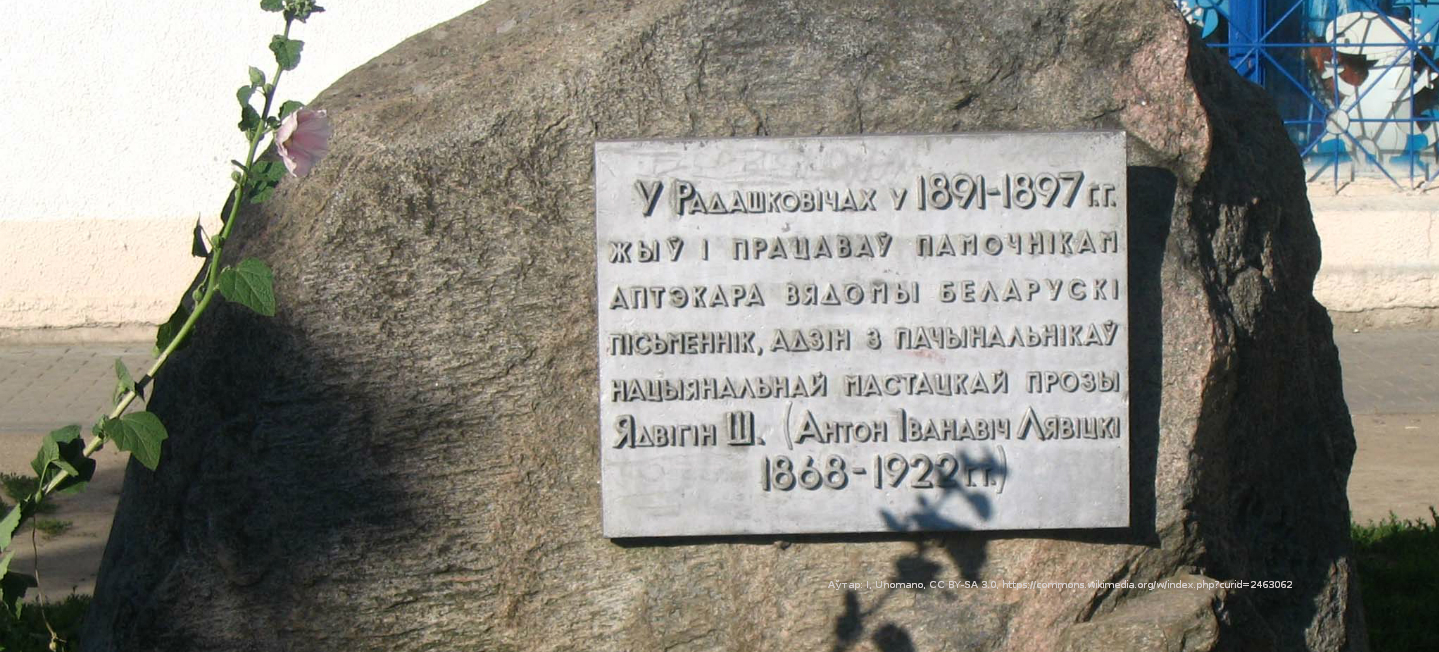 У Радашковічах у 1891-1897 г.г.
жыў і працаваў памочнікам
аптэкара вядомы беларускі
пісьменнік, адзін з пачынальнікаў
нацыянальнай мастацкай прозы
Ядвігін Ш. (Антон Іванавіч Лявіцкі
1868-1922 г.г.)
Аўтар: I, Unomano, CC BY-SA 3.0, https://commons.wikimedia.org/w/index.php?curid=2463062